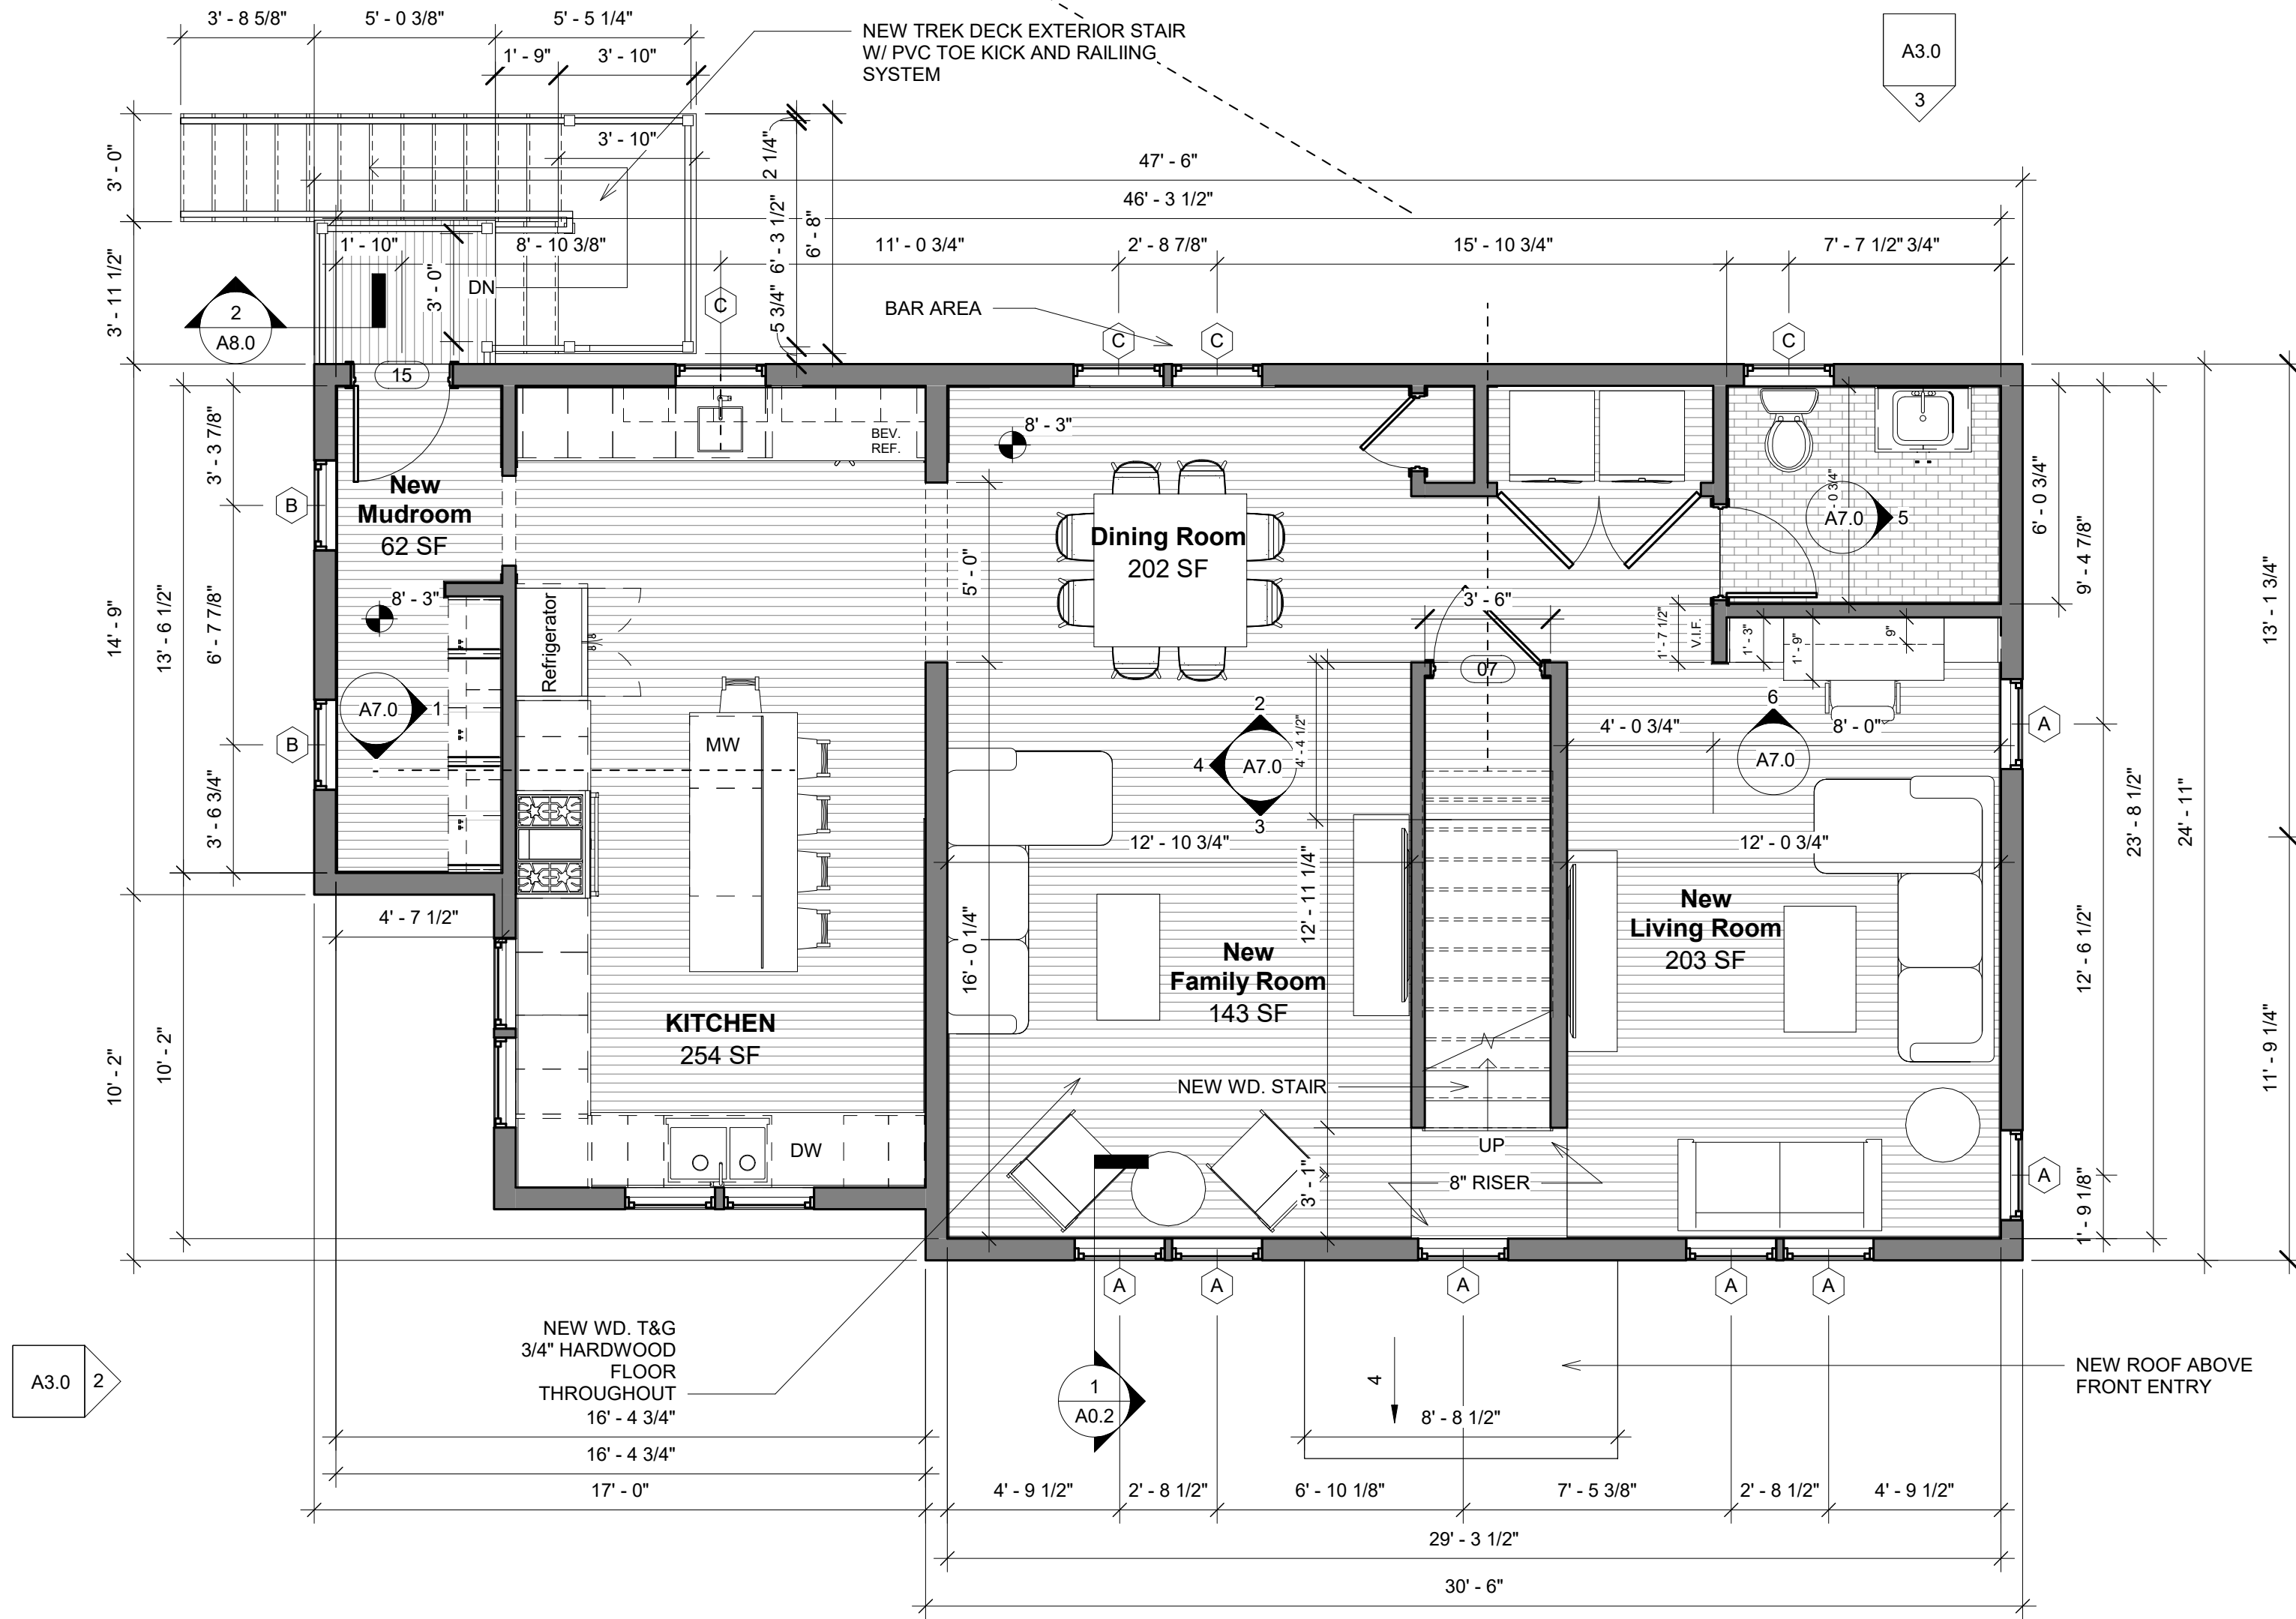 3' - 8 5/8"
5' - 0 3/8"
5' - 5 1/4"
1' - 9"
3' - 10"
NEW TREK DECK EXTERIOR STAIR
W/ PVC TOE KICK AND RAILIING
SYSTEM
A3.0
3
3' - 10"
3' - 0"
2 1/4"
47' - 6"
46' - 3 1/2"
6' - 3 1/2"
6' - 8"
5 3/4"
1' - 10"
8' - 10 3/8"
11' - 0 3/4"
2' - 8 7/8"
15' - 10 3/4"
7' - 7 1/2"
3/4"
3' - 11 1/2"
3' - 0"
DN
2
A8.0
BAR AREA
C
C
C
C
15
3' - 3 7/8"
BEV.
REF.
8' - 3"
New
Mudroom
62 SF
B
Dining Room
202 SF
0 3/4"
A7.0
5
6' - 0 3/4"
9' - 4 7/8"
13' - 1 3/4"
14' - 9"
13' - 6 1/2"
6' - 7 7/8"
8' - 3"
Refrigerator
5' - 0"
3' - 6"
07
1' - 7 1/2"
V.I.F.
1' - 3"
1' - 9"
9"
A7.0
1
B
MW
2
4
A7.0
3
4' - 4 1/2"
4' - 0 3/4"
6
8' - 0"
A7.0
A
3' - 6 3/4"
12' - 10 3/4"
12' - 0 3/4"
23' - 8 1/2"
24' - 11"
4' - 7 1/2"
16' - 0 1/4"
12' - 11 1/4"
New
Family Room
143 SF
New
Living Room
203 SF
12' - 6 1/2"
KITCHEN
254 SF
10' - 2"
10' - 2"
11' - 9 1/4"
NEW WD. STAIR
DW
UP
8" RISER
3' - 1"
A
1' - 9 1/8"
A
A
A
A
A
NEW WD. T&G
3/4" HARDWOOD
FLOOR
THROUGHOUT
A3.0
2
1
A0.2
4
8' - 8 1/2"
NEW ROOF ABOVE
FRONT ENTRY
16' - 4 3/4"
16' - 4 3/4"
17' - 0"
4' - 9 1/2"
2' - 8 1/2"
6' - 10 1/8"
7' - 5 3/8"
2' - 8 1/2"
4' - 9 1/2"
29' - 3 1/2"
30' - 6"